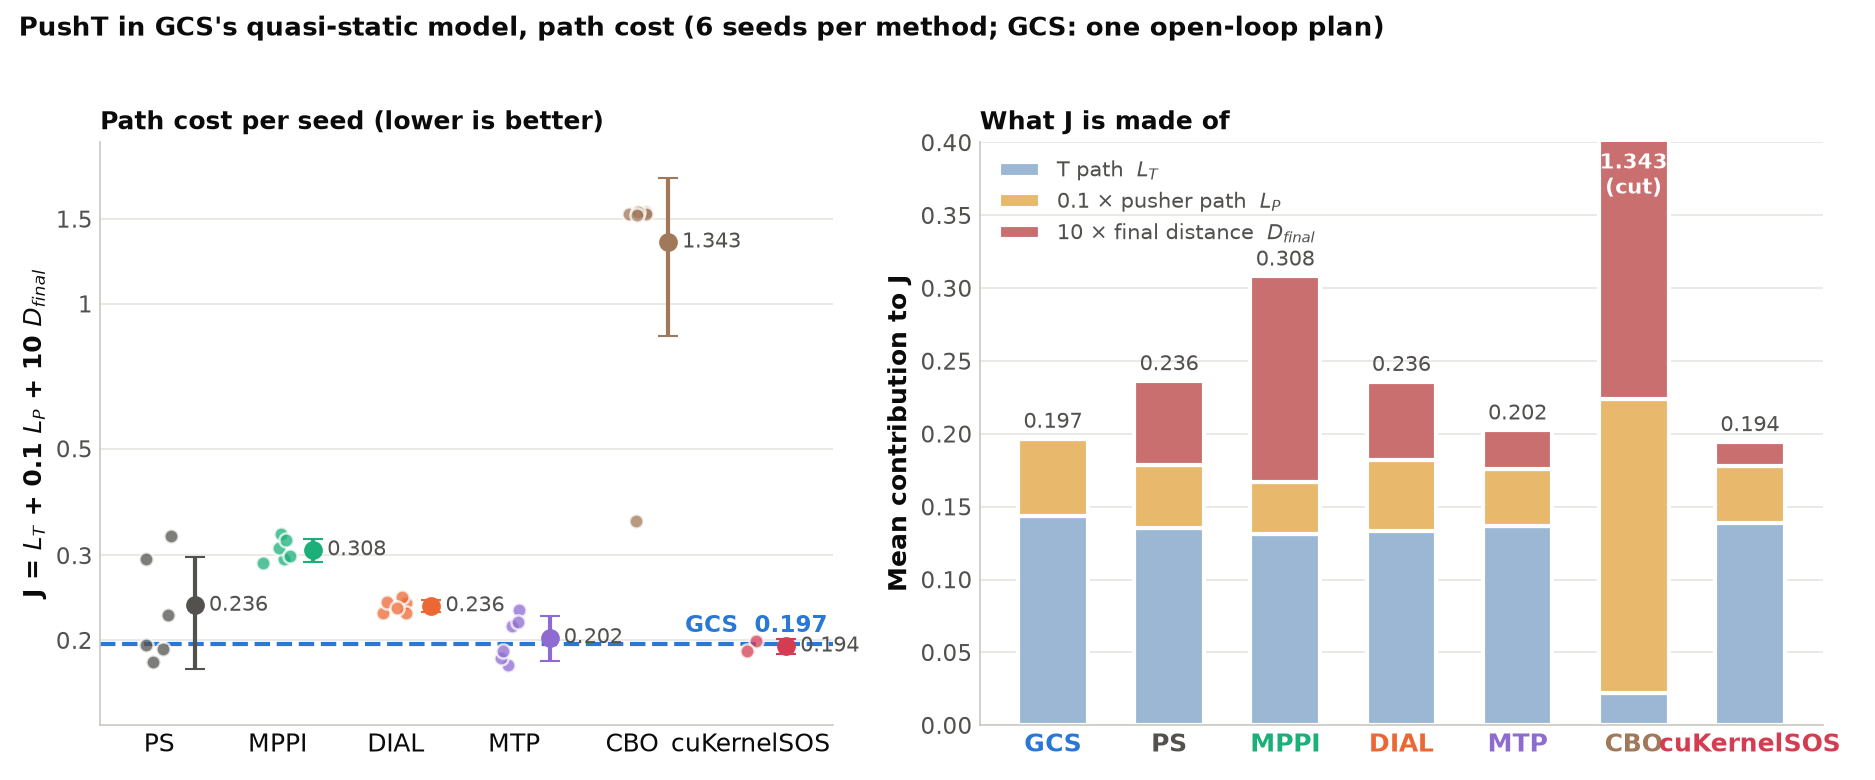 PushT in GCS's quasi-static model, path cost (6 seeds per method; GCS: one open-loop plan)
Path cost per seed (lower is better)
J = L_T + 0.1 L_P + 10 D_final
1.5
1
0.5
0.3
0.2
0.236
0.308
0.236
0.202
1.343
GCS 0.197
0.194
PS MPPI DIAL MTP CBO cuKernelSOS
What J is made of
Mean contribution to J
0.40
0.35
0.30
0.25
0.20
0.15
0.10
0.05
0.00
T path L_T
0.1 × pusher path L_P
10 × final distance D_final
0.197
0.236
0.308
0.236
0.202
1.343
(cut)
0.194
GCS PS MPPI DIAL MTP CBO cuKernelSOS